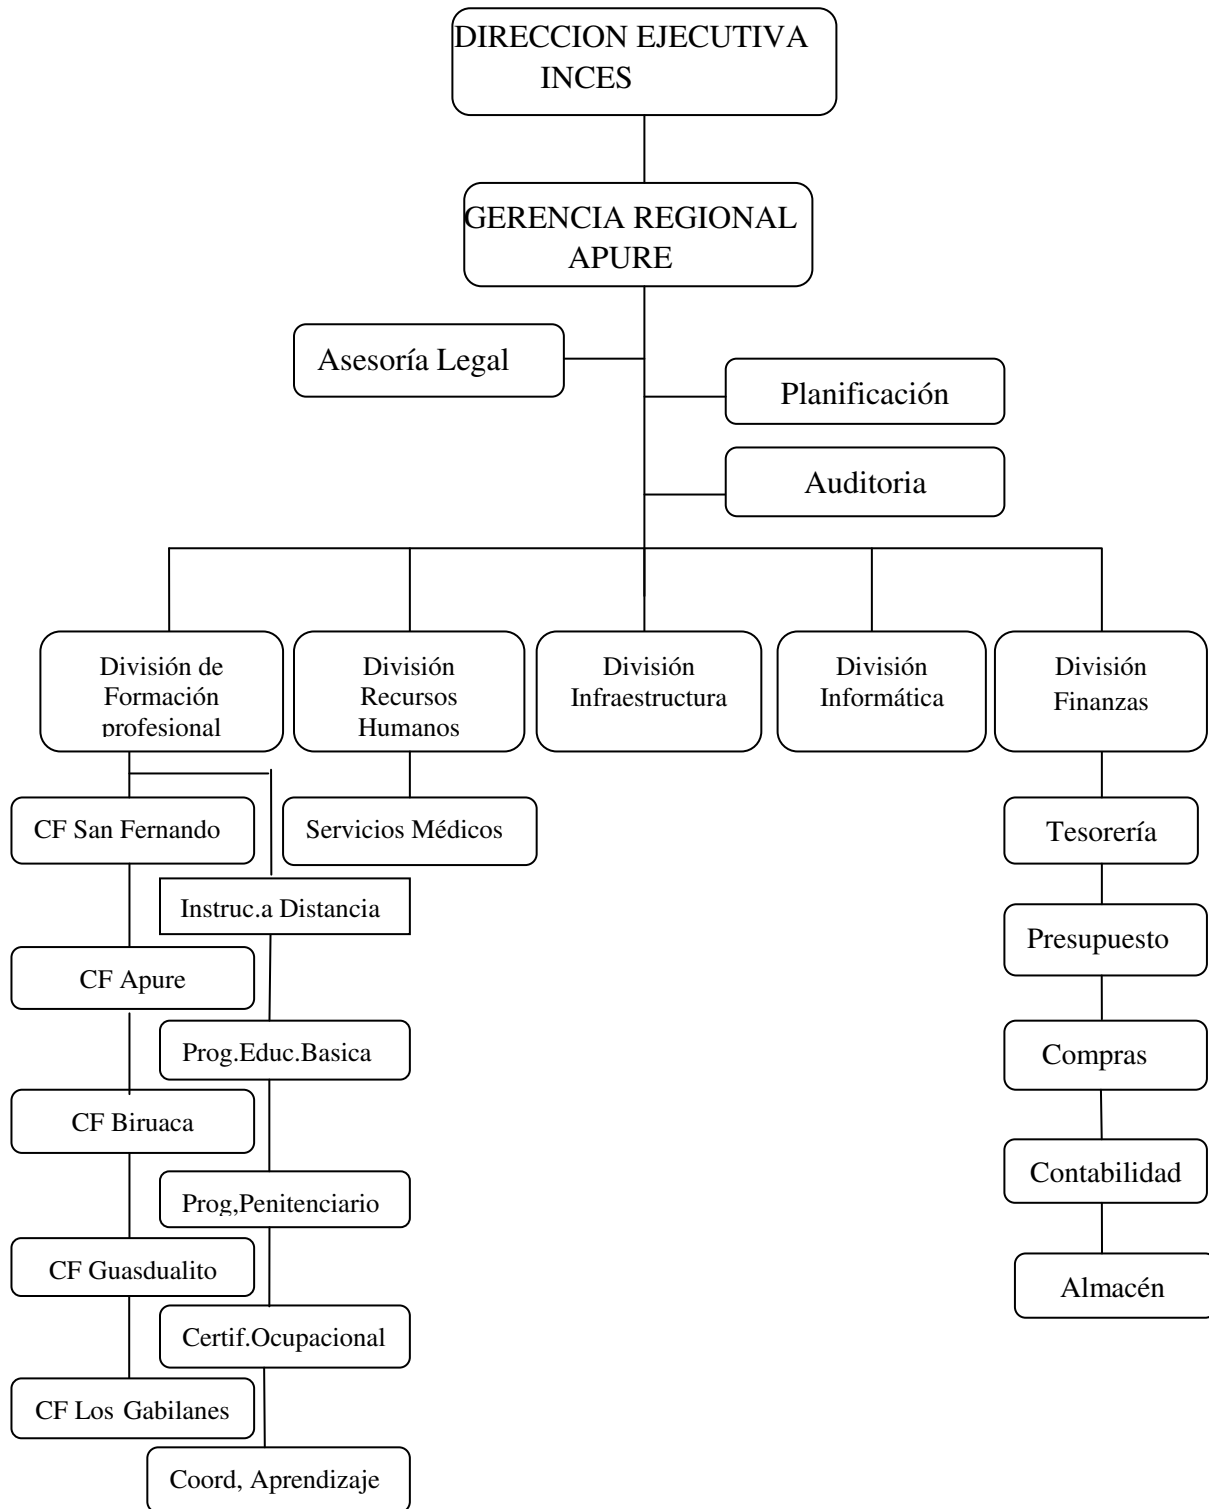 DIRECCION EJECUTIVA
INCES
GERENCIA REGIONAL
APURE
Asesoría Legal
Planificación
Auditoria
División de
Formación
profesional
División
Recursos
Humanos
División
Infraestructura
División
Informática
División
Finanzas
CF San Fernando
Servicios Médicos
Tesorería
Instruc.a Distancia
Presupuesto
CF Apure
Prog.Educ.Basica
Compras
CF Biruaca
Contabilidad
Prog,Penitenciario
CF Guasdualito
Almacén
Certif.Ocupacional
CF Los Gabilanes
Coord, Aprendizaje